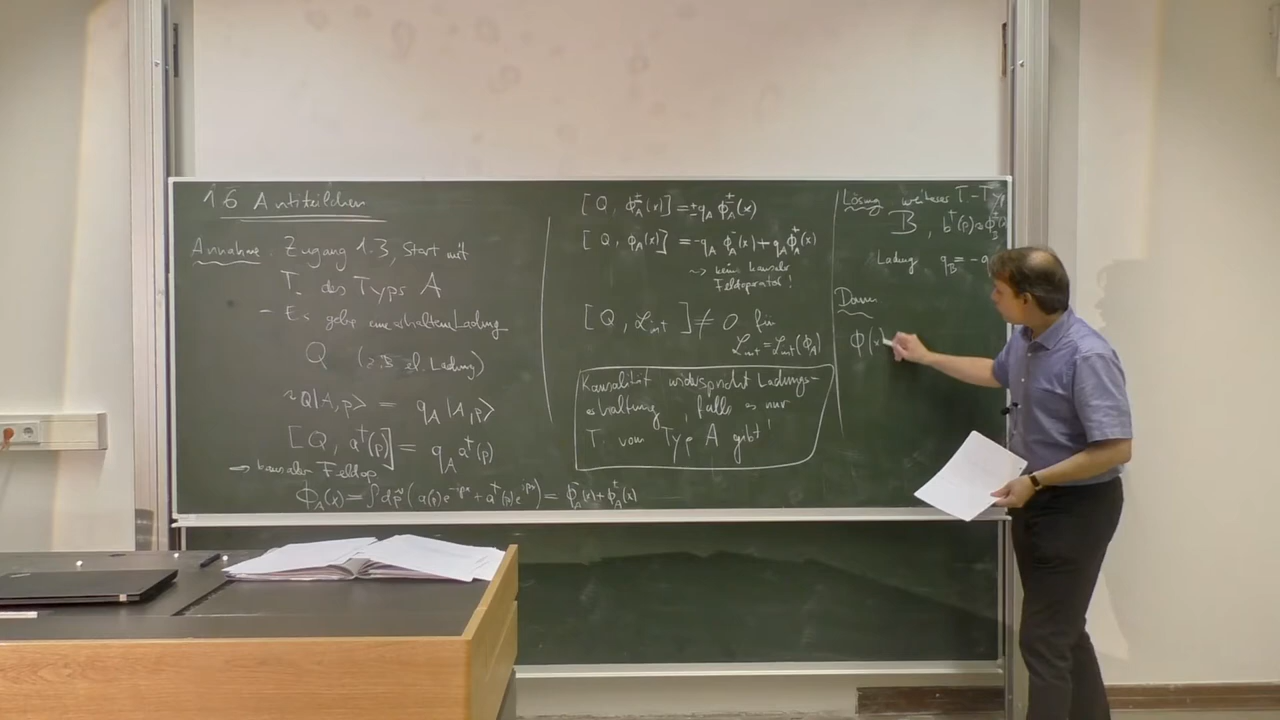 1.6 Antiteilchen
Annahme: Zugang 1.3, Start mit
T. des Typs A
- Es gebe eine erhaltene Ladung
Q (z.B. el. Ladung)
Q|A,p> = q_A |A,p>
[Q, a†(p)] = q_A a†(p)
→ kausaler Feldop
ϕ_A(x) = ∫dp̃ (a(p)e^{-ipx} + a†(p)e^{ipx}) = ϕ_A^-(x) + ϕ_A^+(x)
[Q, ϕ_A^±(x)] = ±q_A ϕ_A^±(x)
[Q, ϕ_A(x)] = -q_A ϕ_A^-(x) + q_A ϕ_A^+(x)
⇝ kein kausaler
Feldoperator!
[Q, ℒ_int] ≠ 0 für
ℒ_int = ℒ_int(ϕ_A)
Kausalität widerspricht Ladungs-
erhaltung, falls es nur
T. vom Typ A gibt!
Lösung weiterer T-Typ
B, b†(p)
Ladung q_B = -q
Dann
ϕ(x)